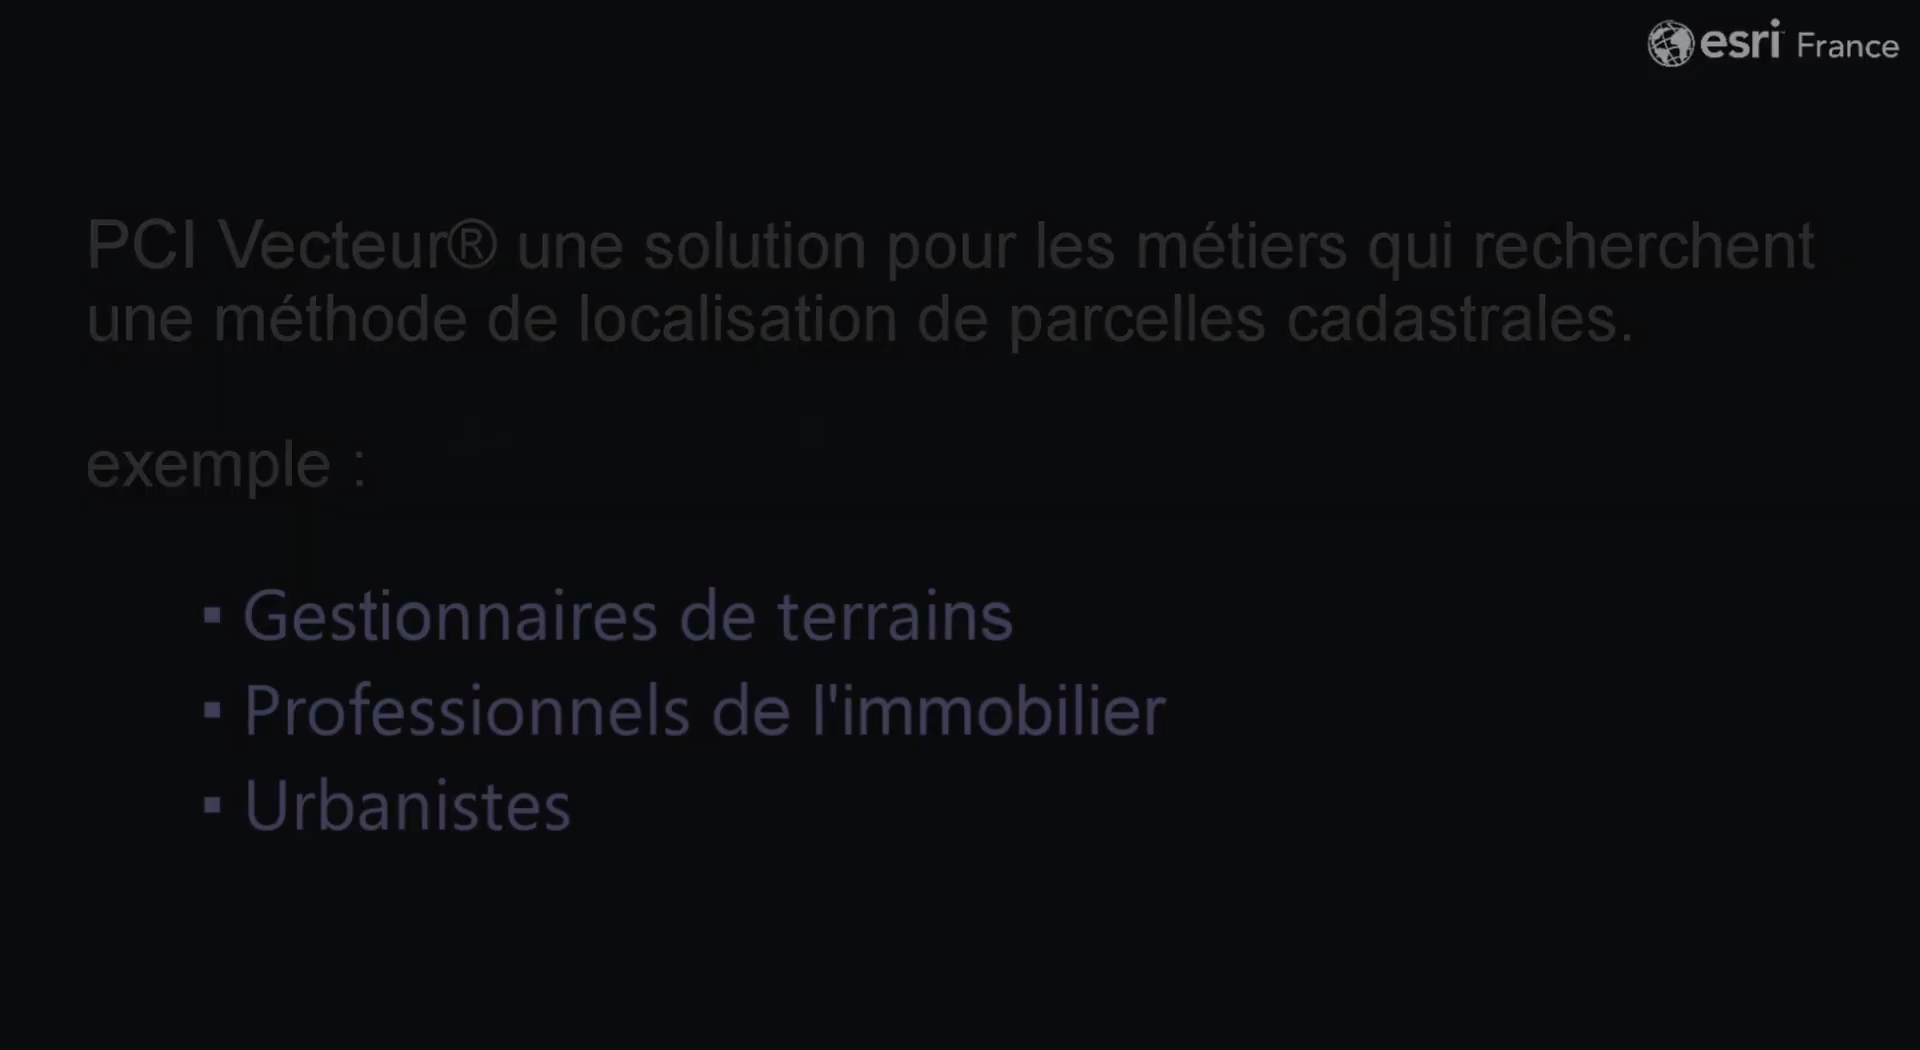 esri France
PCI Vecteur® une solution pour les métiers qui recherchent
une méthode de localisation de parcelles cadastrales.
exemple :
▪ Gestionnaires de terrains
▪ Professionnels de l'immobilier
▪ Urbanistes